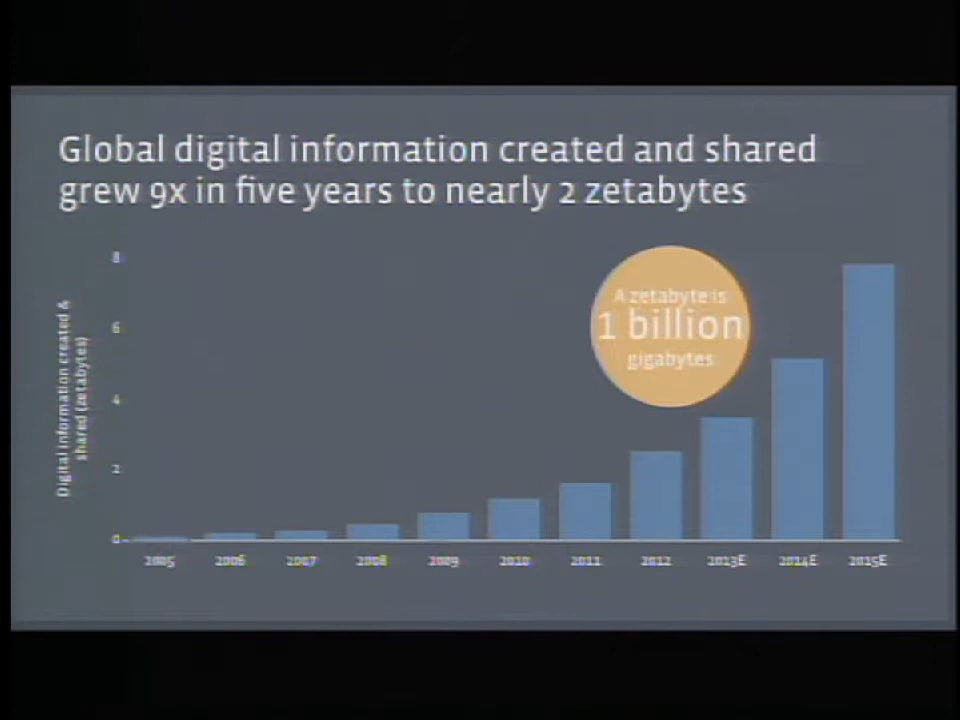 Global digital information created and shared
grew 9x in five years to nearly 2 zetabytes
8
6
4
2
0
Digital information created &
shared (zetabytes)
A zetabyte is
1 billion
gigabytes
2005 2006 2007 2008 2009 2010 2011 2012 2013E 2014E 2015E